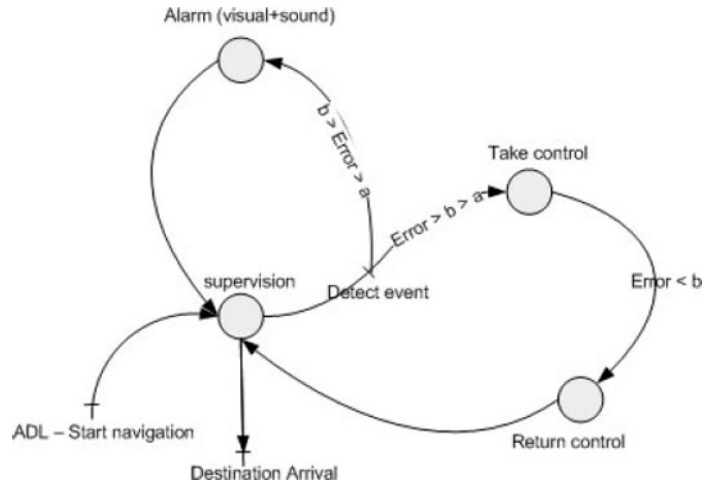 Alarm (visual+sound)
b > Error > a
Take control
Error > b > a
supervision
Detect event
Error < b
ADL – Start navigation
Return control
Destination Arrival